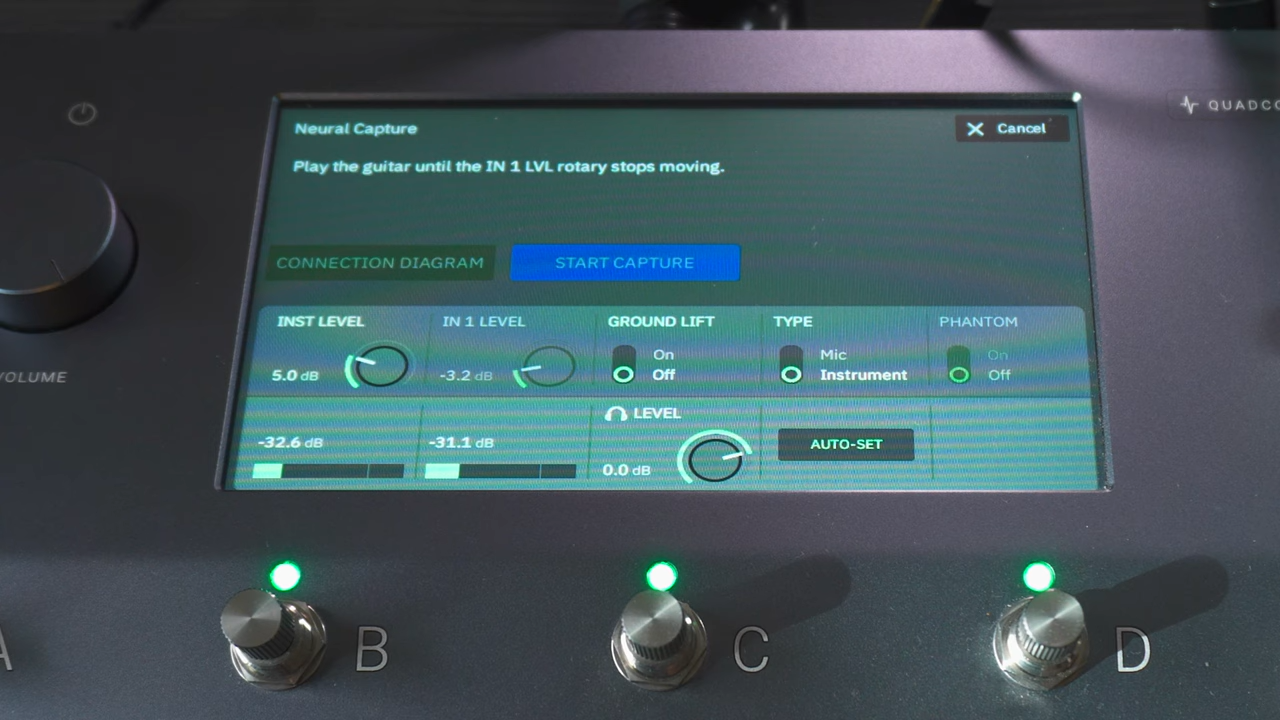 QUADCO
Neural Capture
Cancel
Play the guitar until the IN 1 LVL rotary stops moving.
CONNECTION DIAGRAM
START CAPTURE
INST LEVEL
IN 1 LEVEL
GROUND LIFT
TYPE
PHANTOM
5.0 dB
-3.2 dB
On
Off
Mic
Instrument
On
Off
VOLUME
-32.6 dB
-31.1 dB
LEVEL
0.0 dB
AUTO-SET
A
B
C
D